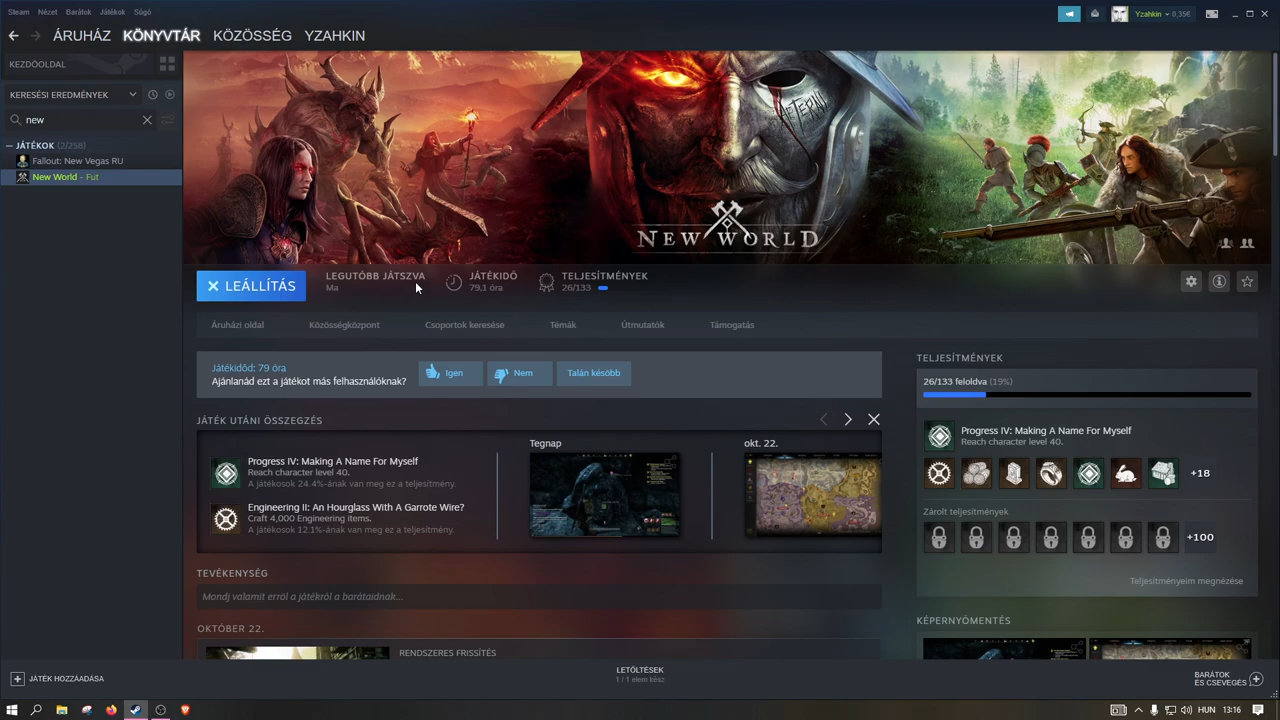 Steam Nézet Barátok Játékok Súgó
Yzahkin 0,35€
ÁRUHÁZ KÖNYVTÁR KÖZÖSSÉG YZAHKIN
KEZDŐOLDAL
KERESÉSI EREDMÉNYEK
new
JÁTÉKOK (2/258)
Fallout: New Vegas RU
New World - Fut
AETERNUM
NEW WORLD
LEÁLLÍTÁS
LEGUTÓBB JÁTSZVA
Ma
JÁTÉKIDŐ
79,1 óra
TELJESÍTMÉNYEK
26/133
Áruházi oldal Közösségközpont Csoportok keresése Témák Útmutatók Támogatás
Játékidőd: 79 óra
Ajánlanád ezt a játékot más felhasználóknak?
Igen
Nem
Talán később
JÁTÉK UTÁNI ÖSSZEGZÉS
Progress IV: Making A Name For Myself
Reach character level 40.
A játékosok 24.4%-ának van meg ez a teljesítmény.
Engineering II: An Hourglass With A Garrote Wire?
Craft 4,000 Engineering items.
A játékosok 12.1%-ának van meg ez a teljesítmény.
Tegnap
okt. 22.
TEVÉKENYSÉG
Mondj valamit erről a játékról a barátaidnak...
OKTÓBER 22.
RENDSZERES FRISSÍTÉS
TELJESÍTMÉNYEK
26/133 feloldva (19%)
Progress IV: Making A Name For Myself
Reach character level 40.
+18
Zárolt teljesítmények
+100
Teljesítményeim megnézése
KÉPERNYŐMENTÉS
JÁTÉK HOZZÁADÁSA
LETÖLTÉSEK
1 / 1 elem kész
BARÁTOK
ÉS CSEVEGÉS
HUN 13:16